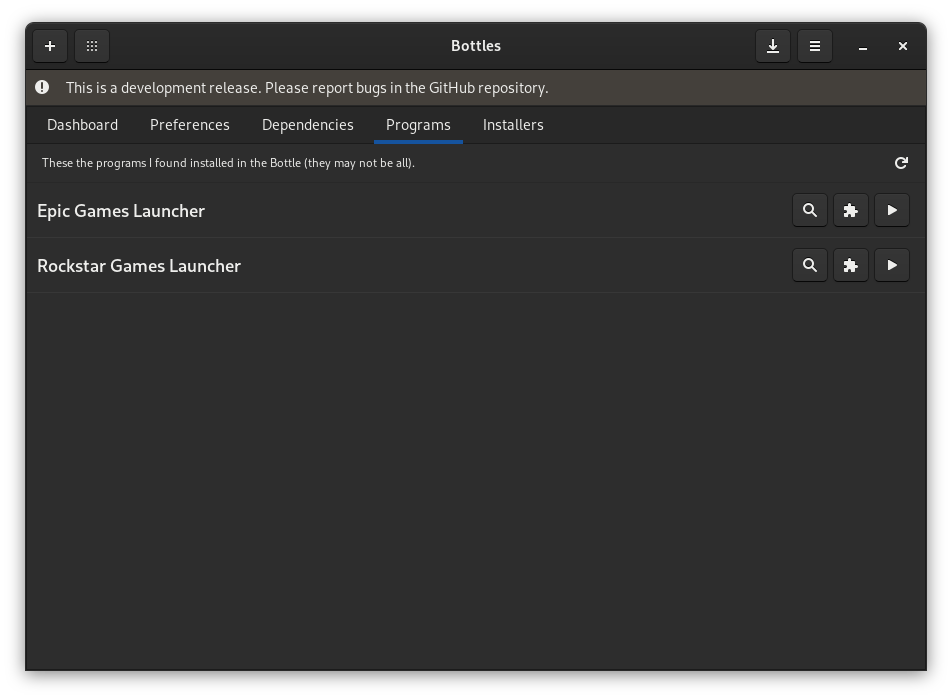 Bottles
This is a development release. Please report bugs in the GitHub repository.
Dashboard Preferences Dependencies Programs Installers
These the programs I found installed in the Bottle (they may not be all).
Epic Games Launcher
Rockstar Games Launcher